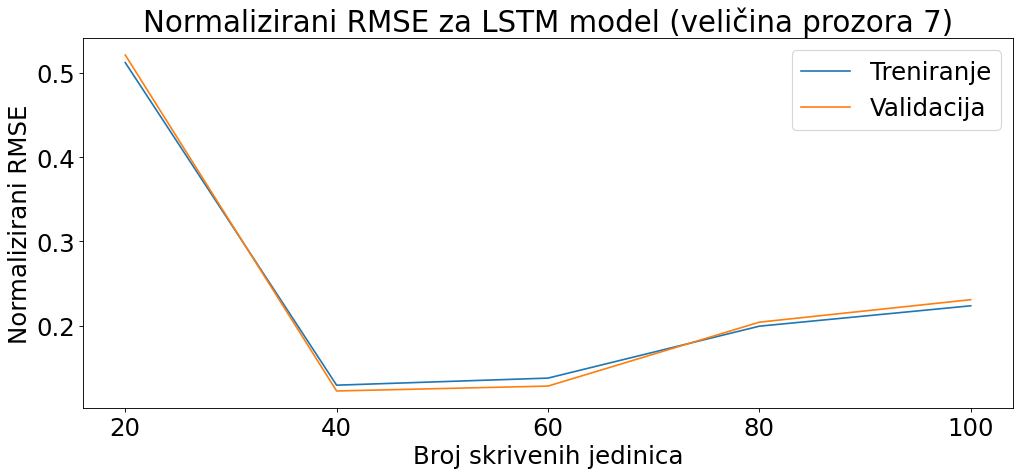 Normalizirani RMSE za LSTM model (veličina prozora 7)
Treniranje
Validacija
Normalizirani RMSE
0.5
0.4
0.3
0.2
20 40 60 80 100
Broj skrivenih jedinica